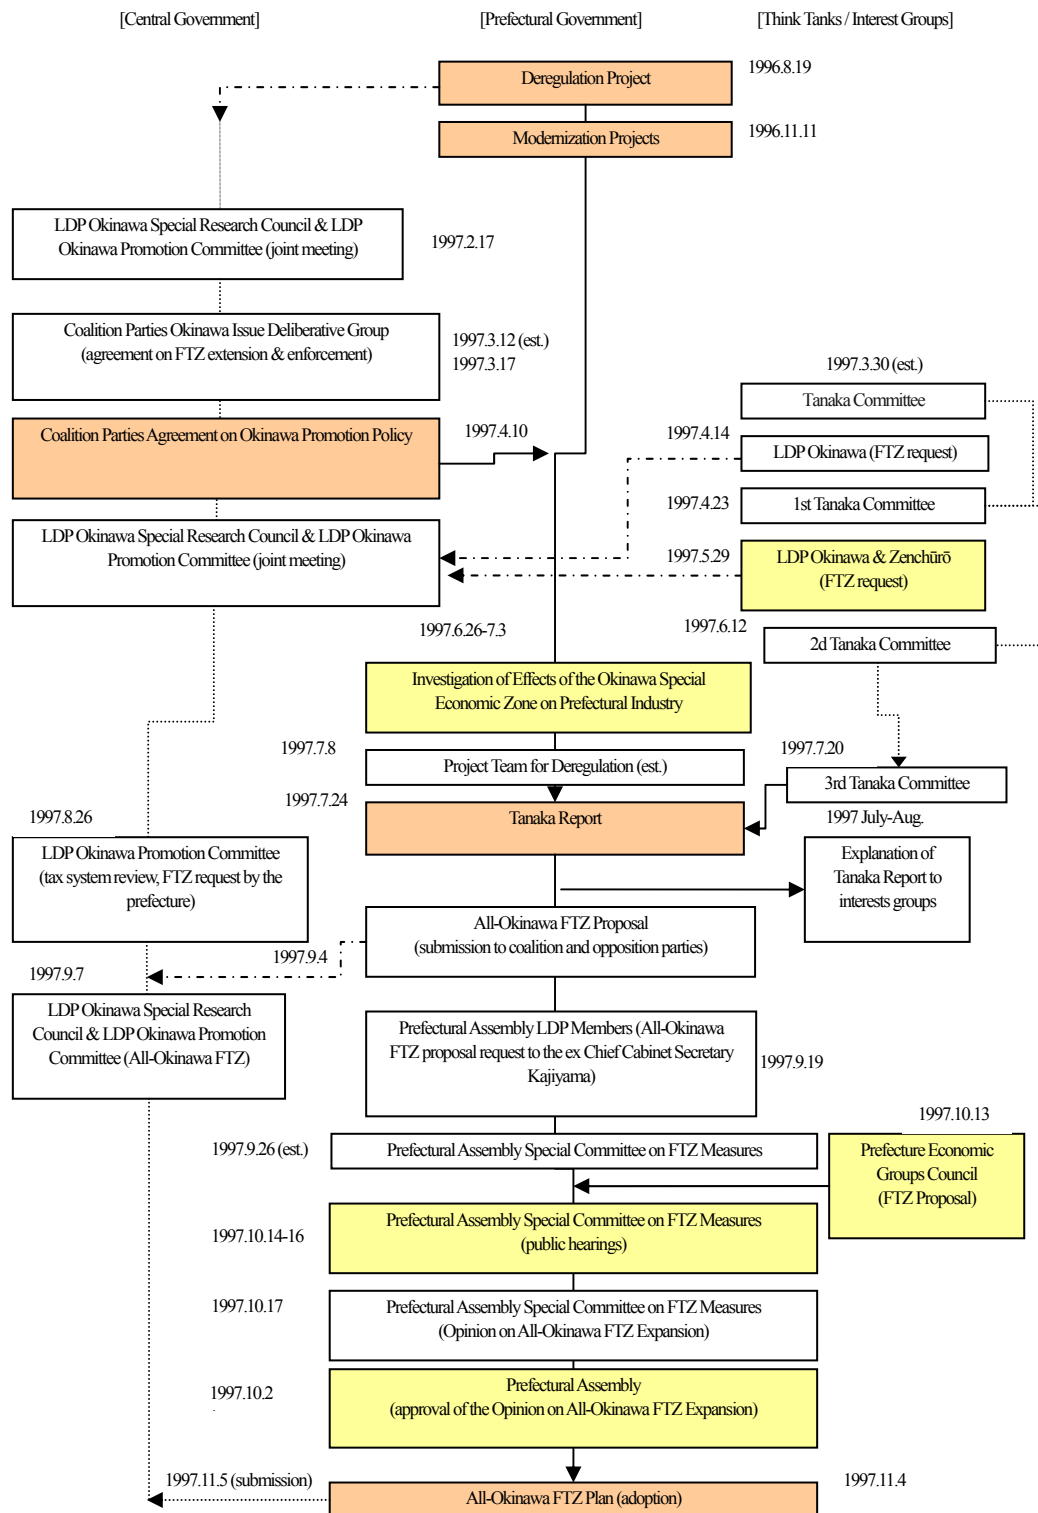 [Central Government]
[Prefectural Government]
[Think Tanks / Interest Groups]
Deregulation Project
1996.8.19
Modernization Projects
1996.11.11
LDP Okinawa Special Research Council & LDP
Okinawa Promotion Committee (joint meeting)
1997.2.17
Coalition Parties Okinawa Issue Deliberative Group
(agreement on FTZ extension & enforcement)
1997.3.12 (est.)
1997.3.17
1997.3.30 (est.)
Tanaka Committee
Coalition Parties Agreement on Okinawa Promotion Policy
1997.4.10
1997.4.14
LDP Okinawa (FTZ request)
1997.4.23
1st Tanaka Committee
LDP Okinawa Special Research Council & LDP Okinawa
Promotion Committee (joint meeting)
1997.5.29
LDP Okinawa & Zenchūrō
(FTZ request)
1997.6.26-7.3
1997.6.12
2d Tanaka Committee
Investigation of Effects of the Okinawa Special
Economic Zone on Prefectural Industry
1997.7.8
Project Team for Deregulation (est.)
1997.7.20
3rd Tanaka Committee
1997.7.24
Tanaka Report
1997 July-Aug.
Explanation of
Tanaka Report to
interests groups
1997.8.26
LDP Okinawa Promotion Committee
(tax system review, FTZ request by the
prefecture)
All-Okinawa FTZ Proposal
(submission to coalition and opposition parties)
1997.9.4
1997.9.7
LDP Okinawa Special Research
Council & LDP Okinawa Promotion
Committee (All-Okinawa FTZ)
Prefectural Assembly LDP Members (All-Okinawa
FTZ proposal request to the ex Chief Cabinet Secretary
Kajiyama)
1997.9.19
1997.9.26 (est.)
Prefectural Assembly Special Committee on FTZ Measures
1997.10.13
Prefecture Economic
Groups Council
(FTZ Proposal)
1997.10.14-16
Prefectural Assembly Special Committee on FTZ Measures
(public hearings)
1997.10.17
Prefectural Assembly Special Committee on FTZ Measures
(Opinion on All-Okinawa FTZ Expansion)
1997.10.2
Prefectural Assembly
(approval of the Opinion on All-Okinawa FTZ Expansion)
1997.11.5 (submission)
All-Okinawa FTZ Plan (adoption)
1997.11.4